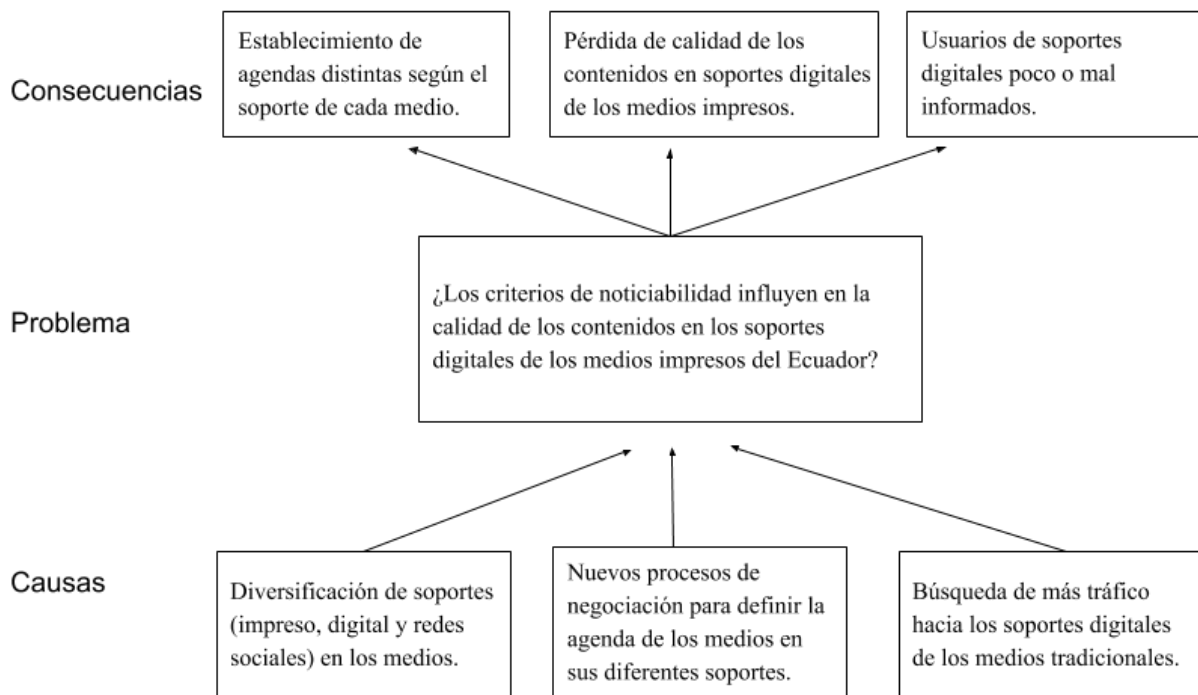 Consecuencias
Establecimiento de
agendas distintas según el
soporte de cada medio.
Pérdida de calidad de los
contenidos en soportes digitales
de los medios impresos.
Usuarios de soportes
digitales poco o mal
informados.
Problema
¿Los criterios de noticiabilidad influyen en la
calidad de los contenidos en los soportes
digitales de los medios impresos del Ecuador?
Causas
Diversificación de soportes
(impreso, digital y redes
sociales) en los medios.
Nuevos procesos de
negociación para definir la
agenda de los medios en
sus diferentes soportes.
Búsqueda de más tráfico
hacia los soportes digitales
de los medios tradicionales.